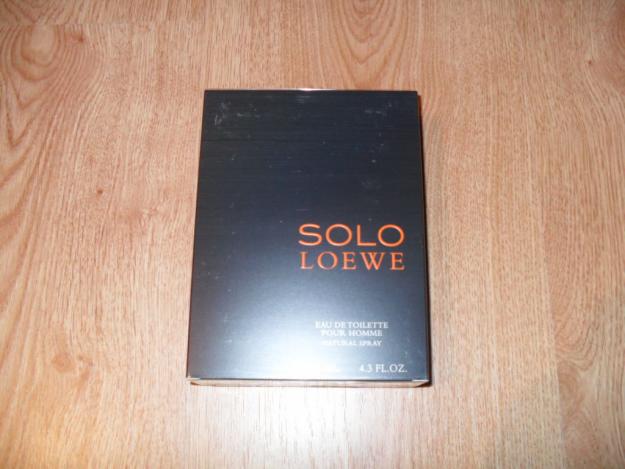 SOLO
LOEWE
EAU DE TOILETTE
POUR HOMME
NATURAL SPRAY
4.3 FL.OZ.